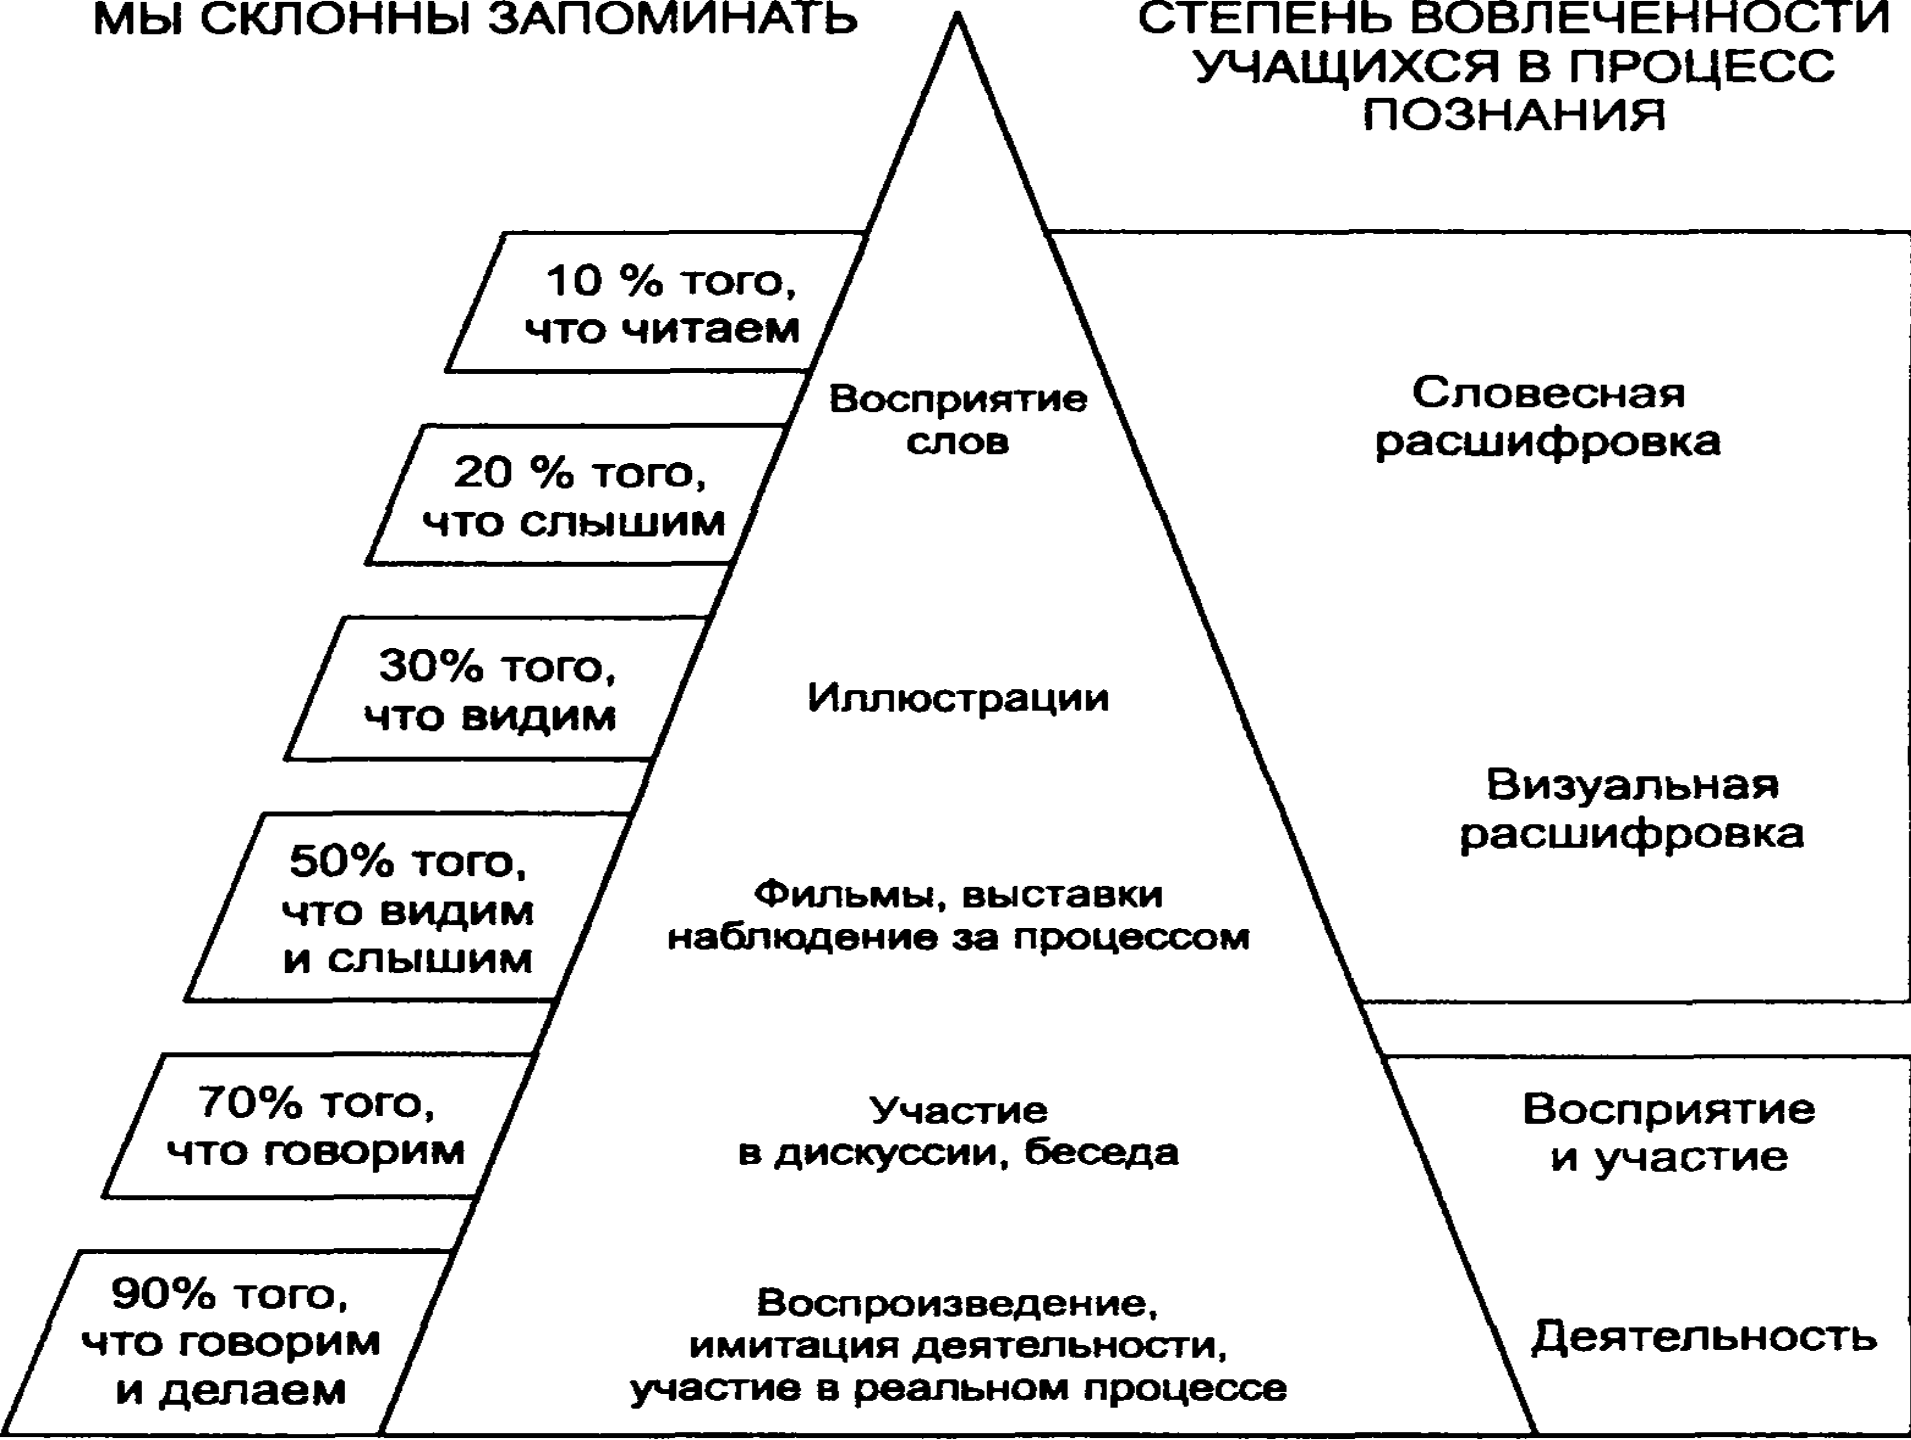 МЫ СКЛОННЫ ЗАПОМИНАТЬ
СТЕПЕНЬ ВОВЛЕЧЕННОСТИ
УЧАЩИХСЯ В ПРОЦЕСС
ПОЗНАНИЯ
10 % того,
что читаем
20 % того,
что слышим
30% того,
что видим
50% того,
что видим
и слышим
70% того,
что говорим
90% того,
что говорим
и делаем
Восприятие
слов
Иллюстрации
Фильмы, выставки
наблюдение за процессом
Участие
в дискуссии, беседа
Воспроизведение,
имитация деятельности,
участие в реальном процессе
Словесная
расшифровка
Визуальная
расшифровка
Восприятие
и участие
Деятельность